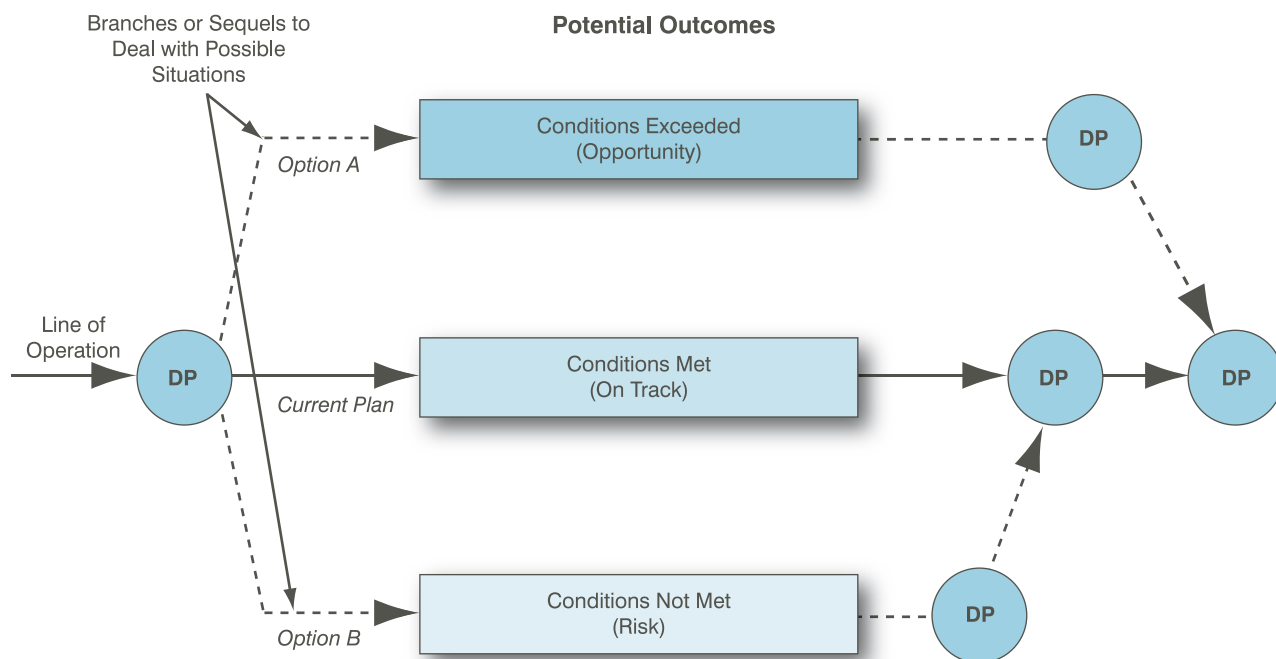 Branches or Sequels to
Deal with Possible
Situations
Potential Outcomes
Conditions Exceeded
(Opportunity)
DP
Option A
Line of
Operation
DP
Conditions Met
(On Track)
DP
DP
Current Plan
Conditions Not Met
(Risk)
DP
Option B